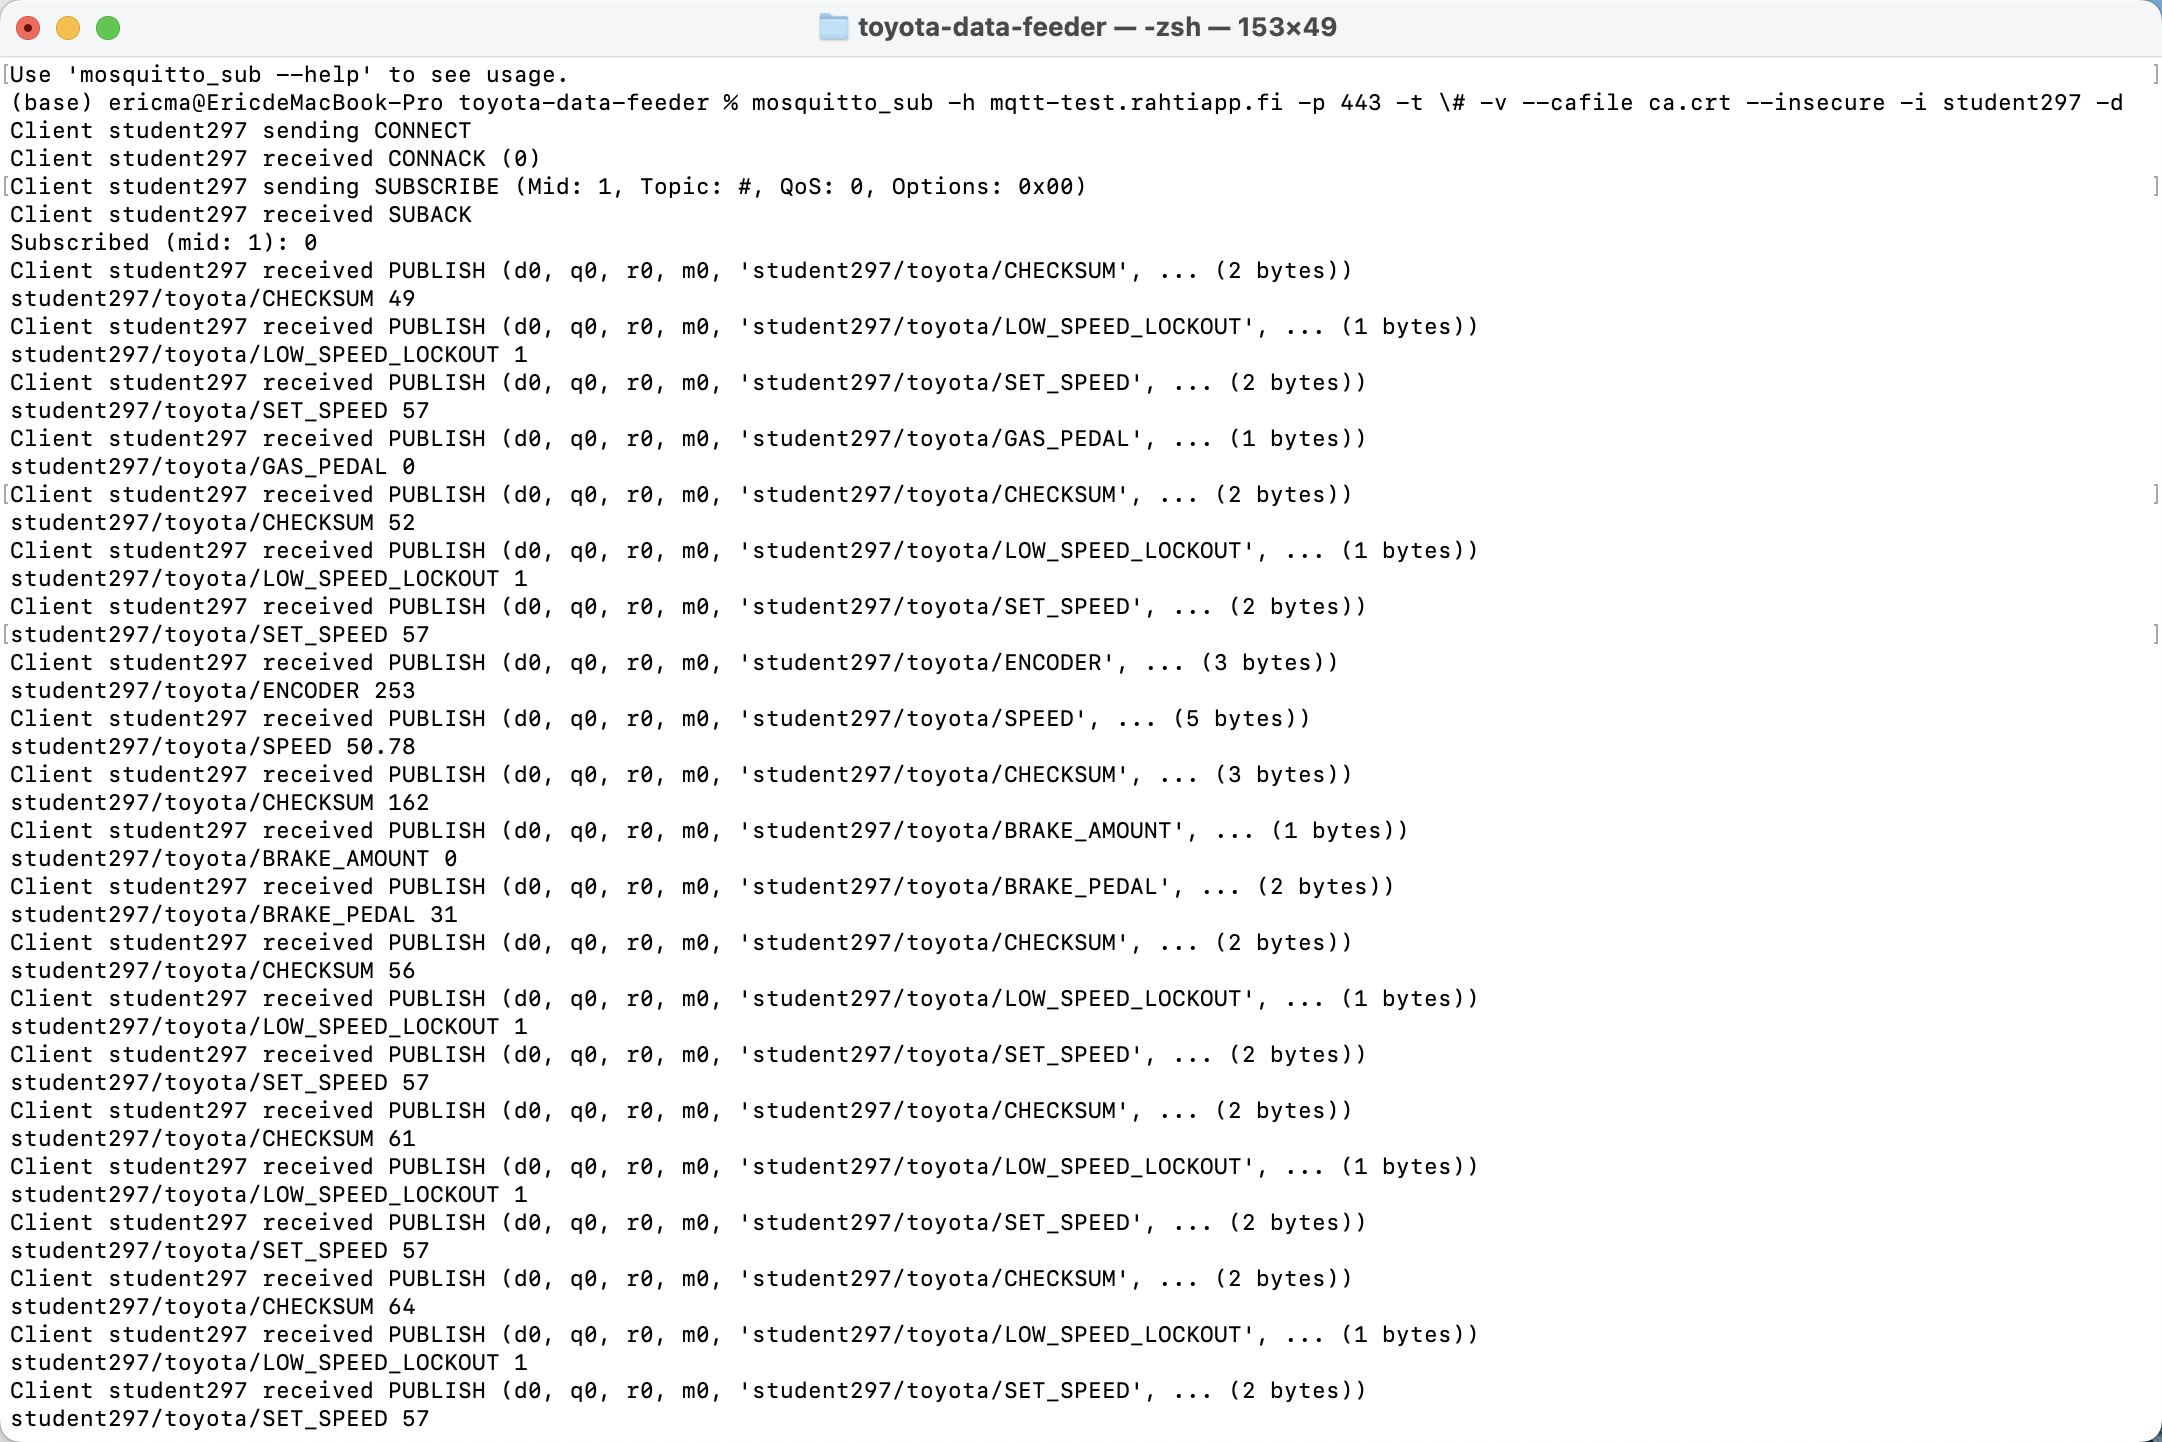 toyota-data-feeder — -zsh — 153×49
Use 'mosquitto_sub --help' to see usage.
(base) ericma@EricdeMacBook-Pro toyota-data-feeder % mosquitto_sub -h mqtt-test.rahtiapp.fi -p 443 -t \# -v --cafile ca.crt --insecure -i student297 -d
Client student297 sending CONNECT
Client student297 received CONNACK (0)
Client student297 sending SUBSCRIBE (Mid: 1, Topic: #, QoS: 0, Options: 0x00)
Client student297 received SUBACK
Subscribed (mid: 1): 0
Client student297 received PUBLISH (d0, q0, r0, m0, 'student297/toyota/CHECKSUM', ... (2 bytes))
student297/toyota/CHECKSUM 49
Client student297 received PUBLISH (d0, q0, r0, m0, 'student297/toyota/LOW_SPEED_LOCKOUT', ... (1 bytes))
student297/toyota/LOW_SPEED_LOCKOUT 1
Client student297 received PUBLISH (d0, q0, r0, m0, 'student297/toyota/SET_SPEED', ... (2 bytes))
student297/toyota/SET_SPEED 57
Client student297 received PUBLISH (d0, q0, r0, m0, 'student297/toyota/GAS_PEDAL', ... (1 bytes))
student297/toyota/GAS_PEDAL 0
Client student297 received PUBLISH (d0, q0, r0, m0, 'student297/toyota/CHECKSUM', ... (2 bytes))
student297/toyota/CHECKSUM 52
Client student297 received PUBLISH (d0, q0, r0, m0, 'student297/toyota/LOW_SPEED_LOCKOUT', ... (1 bytes))
student297/toyota/LOW_SPEED_LOCKOUT 1
Client student297 received PUBLISH (d0, q0, r0, m0, 'student297/toyota/SET_SPEED', ... (2 bytes))
student297/toyota/SET_SPEED 57
Client student297 received PUBLISH (d0, q0, r0, m0, 'student297/toyota/ENCODER', ... (3 bytes))
student297/toyota/ENCODER 253
Client student297 received PUBLISH (d0, q0, r0, m0, 'student297/toyota/SPEED', ... (5 bytes))
student297/toyota/SPEED 50.78
Client student297 received PUBLISH (d0, q0, r0, m0, 'student297/toyota/CHECKSUM', ... (3 bytes))
student297/toyota/CHECKSUM 162
Client student297 received PUBLISH (d0, q0, r0, m0, 'student297/toyota/BRAKE_AMOUNT', ... (1 bytes))
student297/toyota/BRAKE_AMOUNT 0
Client student297 received PUBLISH (d0, q0, r0, m0, 'student297/toyota/BRAKE_PEDAL', ... (2 bytes))
student297/toyota/BRAKE_PEDAL 31
Client student297 received PUBLISH (d0, q0, r0, m0, 'student297/toyota/CHECKSUM', ... (2 bytes))
student297/toyota/CHECKSUM 56
Client student297 received PUBLISH (d0, q0, r0, m0, 'student297/toyota/LOW_SPEED_LOCKOUT', ... (1 bytes))
student297/toyota/LOW_SPEED_LOCKOUT 1
Client student297 received PUBLISH (d0, q0, r0, m0, 'student297/toyota/SET_SPEED', ... (2 bytes))
student297/toyota/SET_SPEED 57
Client student297 received PUBLISH (d0, q0, r0, m0, 'student297/toyota/CHECKSUM', ... (2 bytes))
student297/toyota/CHECKSUM 61
Client student297 received PUBLISH (d0, q0, r0, m0, 'student297/toyota/LOW_SPEED_LOCKOUT', ... (1 bytes))
student297/toyota/LOW_SPEED_LOCKOUT 1
Client student297 received PUBLISH (d0, q0, r0, m0, 'student297/toyota/SET_SPEED', ... (2 bytes))
student297/toyota/SET_SPEED 57
Client student297 received PUBLISH (d0, q0, r0, m0, 'student297/toyota/CHECKSUM', ... (2 bytes))
student297/toyota/CHECKSUM 64
Client student297 received PUBLISH (d0, q0, r0, m0, 'student297/toyota/LOW_SPEED_LOCKOUT', ... (1 bytes))
student297/toyota/LOW_SPEED_LOCKOUT 1
Client student297 received PUBLISH (d0, q0, r0, m0, 'student297/toyota/SET_SPEED', ... (2 bytes))
student297/toyota/SET_SPEED 57